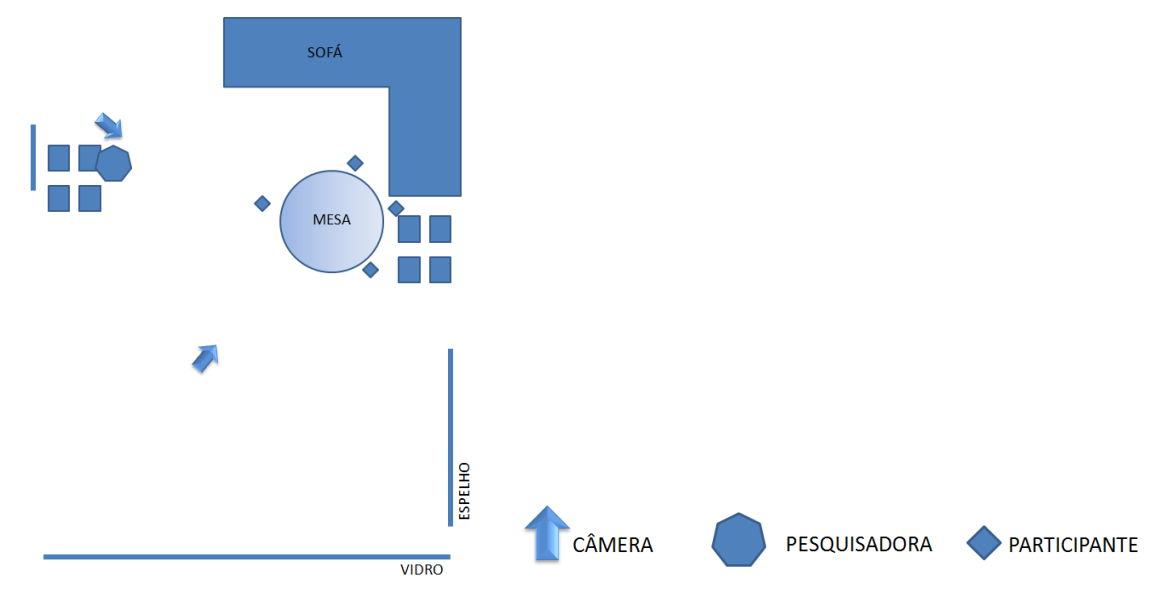 SOFÁ
MESA
ESPELHO
VIDRO
CÂMERA
PESQUISADORA
PARTICIPANTE